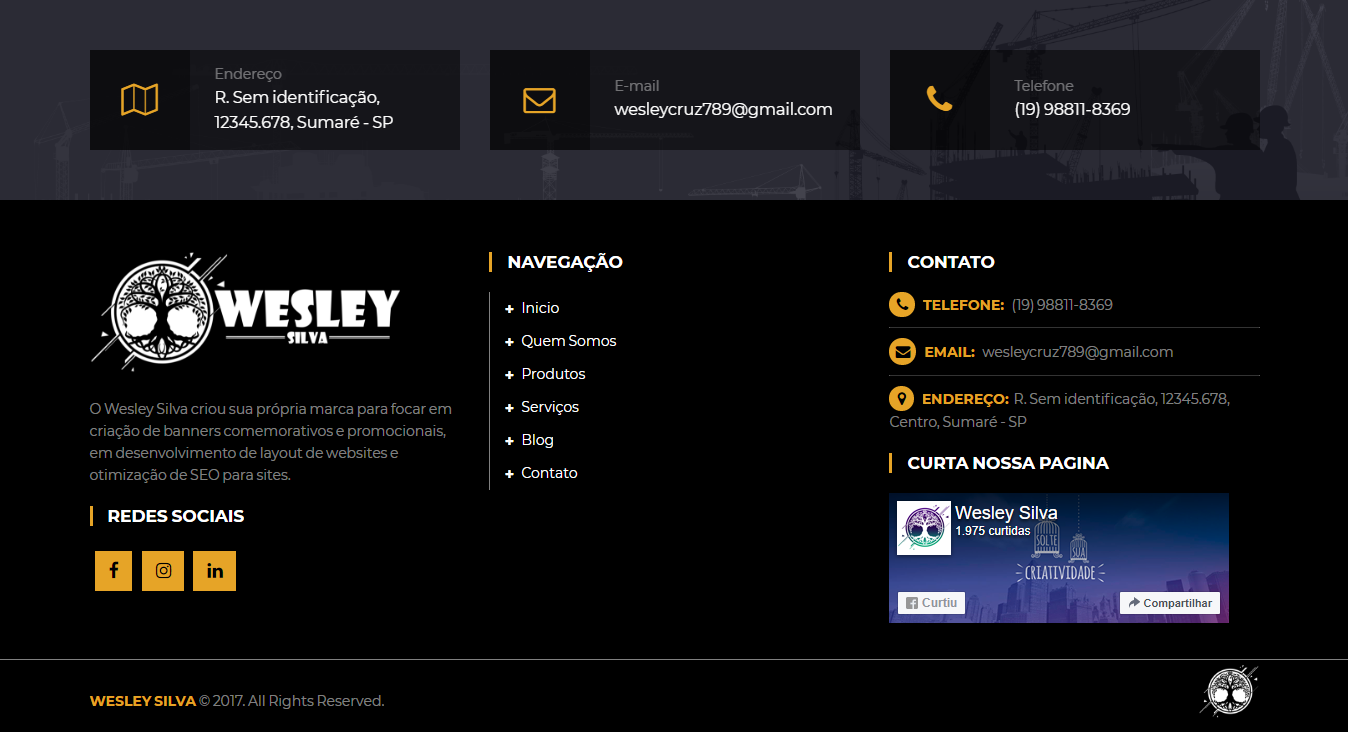 Endereço
R. Sem identificação,
12345.678, Sumaré - SP
E-mail
wesleycruz789@gmail.com
Telefone
(19) 98811-8369
WESLEY
SILVA
O Wesley Silva criou sua própria marca para focar em
criação de banners comemorativos e promocionais,
em desenvolvimento de layout de websites e
otimização de SEO para sites.
REDES SOCIAIS
NAVEGAÇÃO
Inicio
Quem Somos
Produtos
Serviços
Blog
Contato
CONTATO
TELEFONE: (19) 98811-8369
EMAIL: wesleycruz789@gmail.com
ENDEREÇO: R. Sem identificação, 12345.678,
Centro, Sumaré - SP
CURTA NOSSA PAGINA
Wesley Silva
1.975 curtidas
SOLTE
SUA
CRIATIVIDADE
Curtiu
Compartilhar
WESLEY SILVA © 2017. All Rights Reserved.